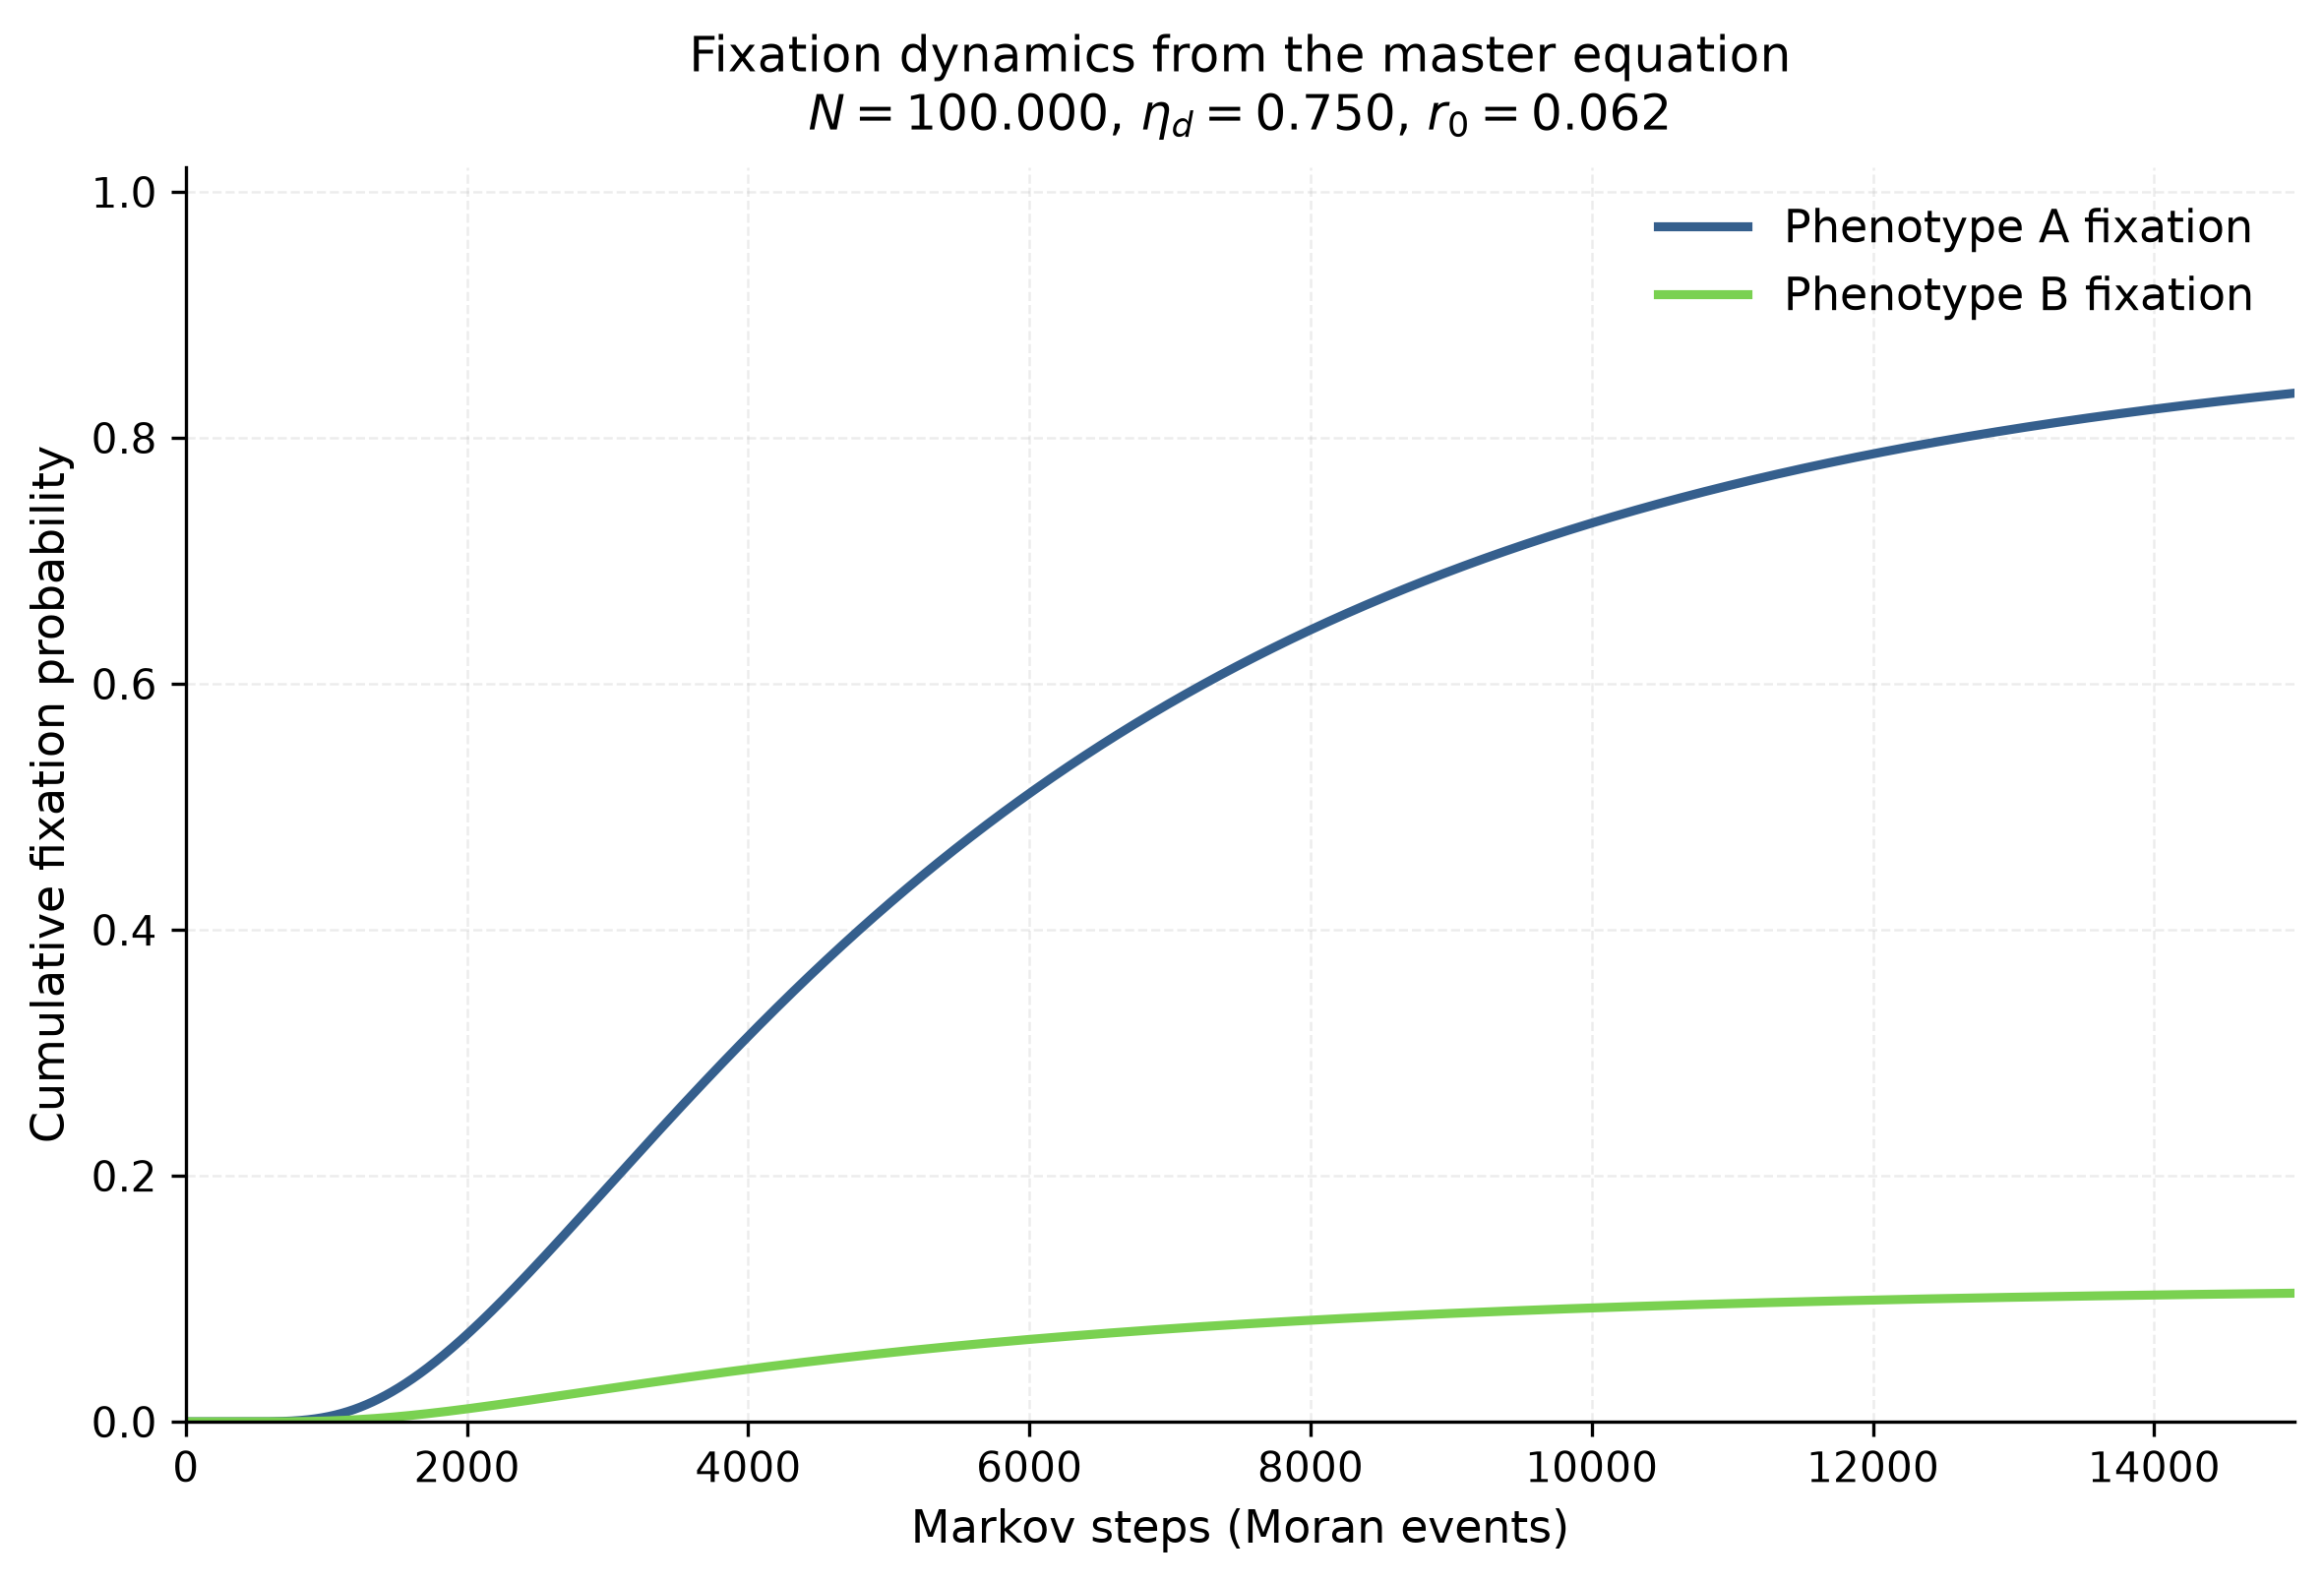 Fixation dynamics from the master equation
N = 100.000, η_d = 0.750, r_0 = 0.062
Cumulative fixation probability
1.0
0.8
0.6
0.4
0.2
0.0
Phenotype A fixation
Phenotype B fixation
0 2000 4000 6000 8000 10000 12000 14000
Markov steps (Moran events)